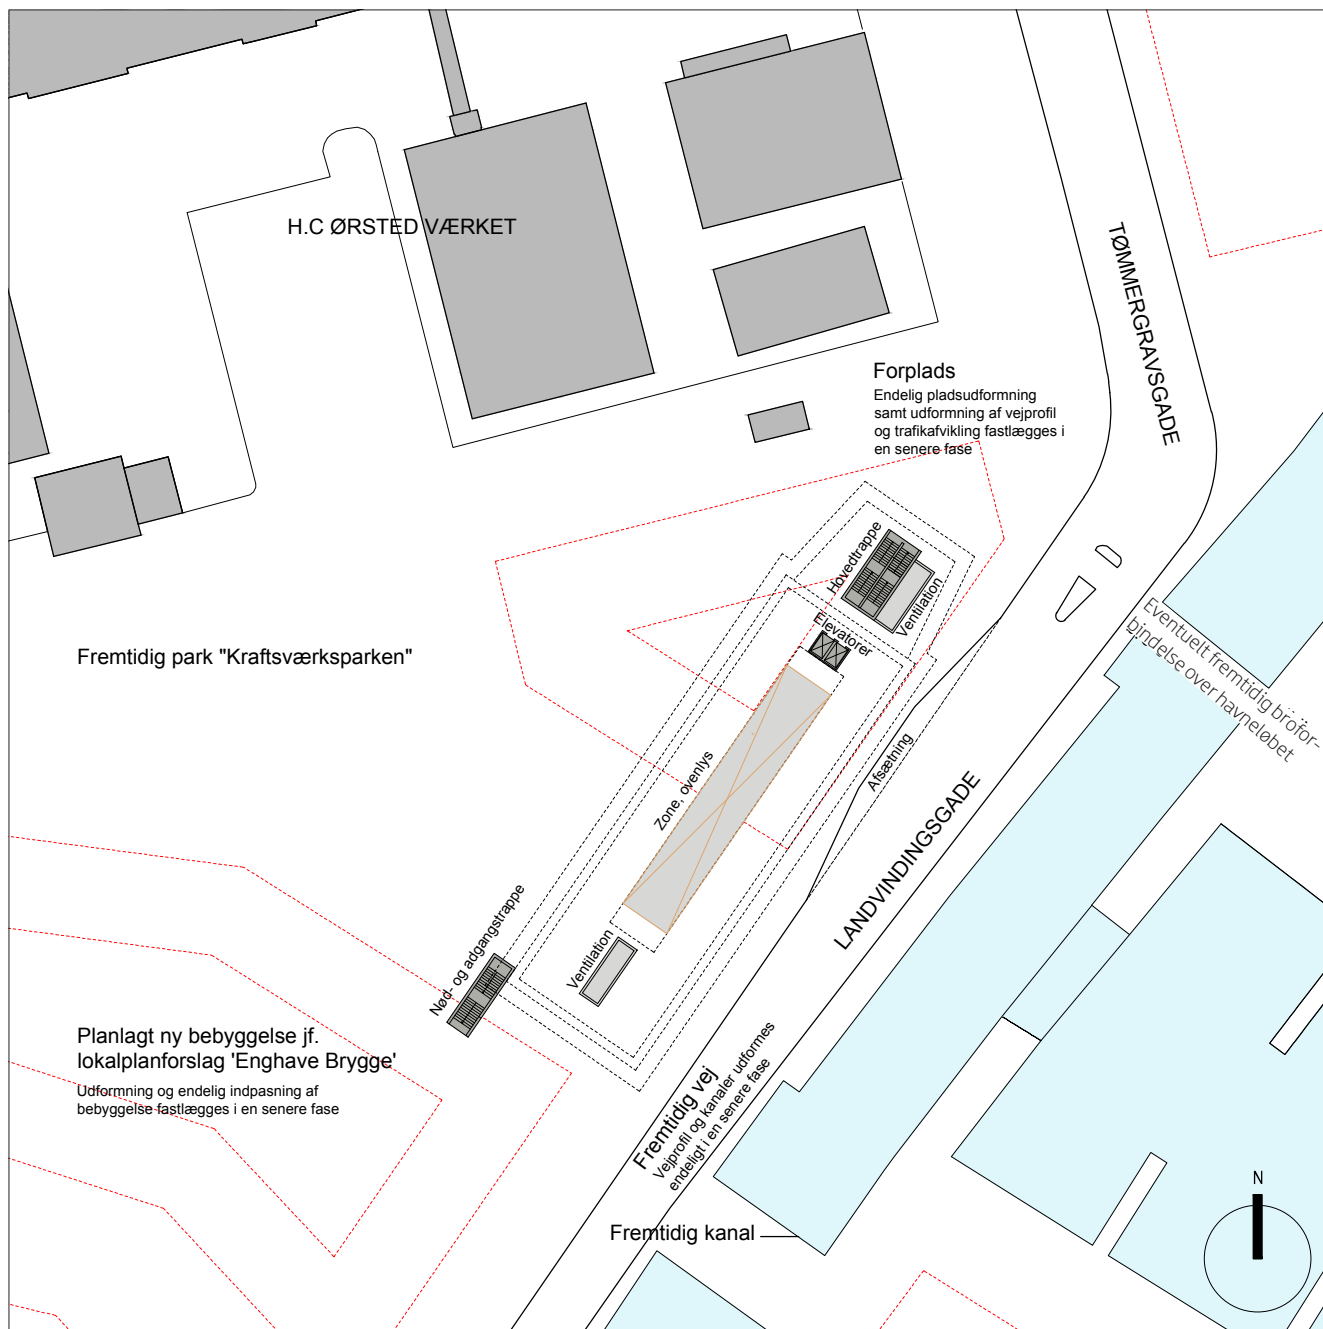 H.C ØRSTED VÆRKET
TØMMERGRAVSGADE
Forplads
Endelig pladsudformning
samt udformning af vejprofil
og trafikafvikling fastlægges i
en senere fase
Hovedtrappe
Ventilation
Elevatorer
Eventuelt fremtidig brofor-
bindelse over havneløbet
Fremtidig park "Kraftsværksparken"
Zone, ovenlys
Afsætning
LANDVINDINGSGADE
Nød- og adgangstrappe
Ventilation
Planlagt ny bebyggelse jf.
lokalplanforslag 'Enghave Brygge'
Udformning og endelig indpasning af
bebyggelse fastlægges i en senere fase
Fremtidig vej
Vejprofil og kanaler udformes
endeligt i en senere fase
Fremtidig kanal
N